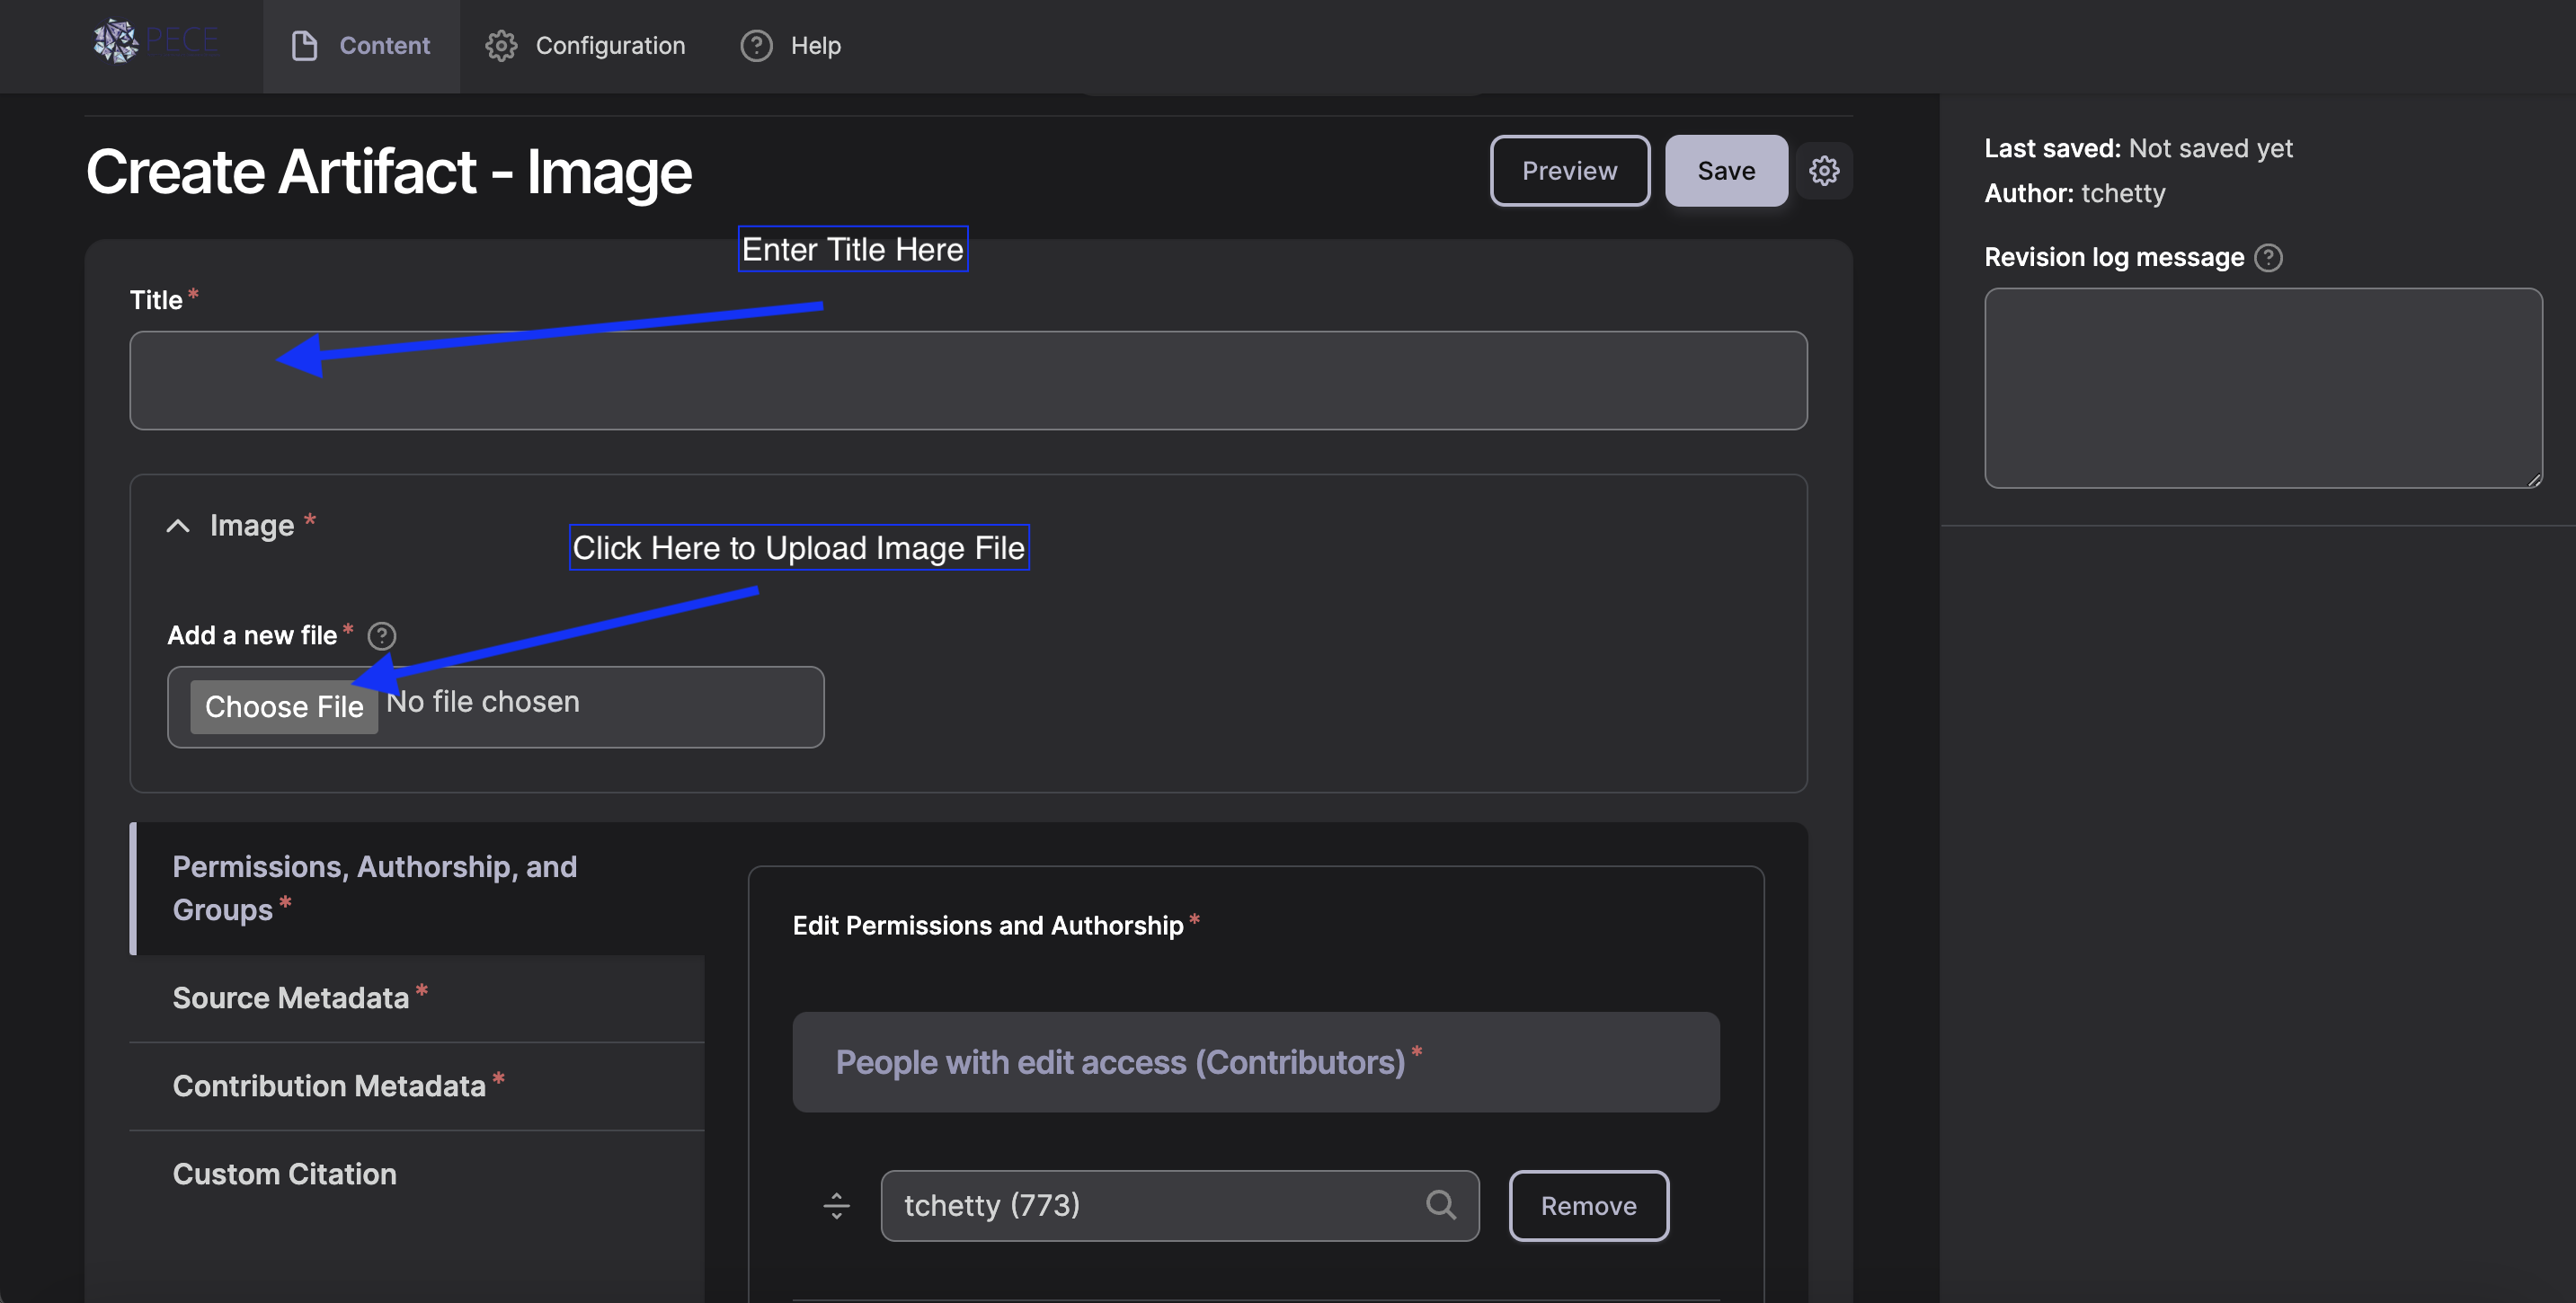 PECE
Content
Configuration
Help
Create Artifact - Image
Preview
Save
Last saved: Not saved yet
Author: tchetty
Revision log message ?
Enter Title Here
Title *
Image *
Click Here to Upload Image File
Add a new file * ?
Choose File No file chosen
Permissions, Authorship, and
Groups *
Source Metadata *
Contribution Metadata *
Custom Citation
Edit Permissions and Authorship *
People with edit access (Contributors) *
tchetty (773)
Remove